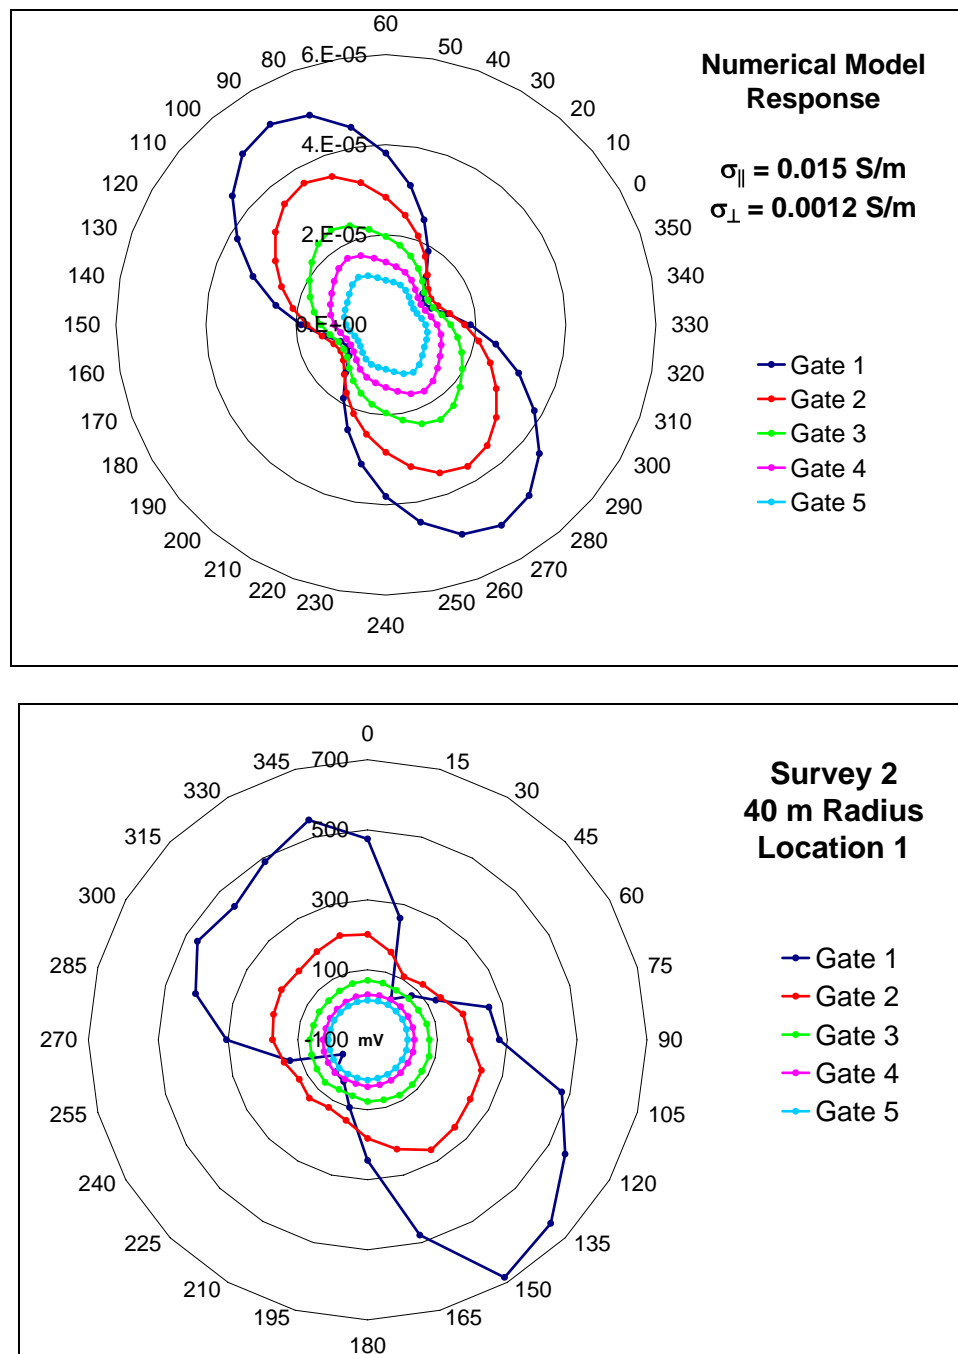 60
6.E-05
50
80
40
90
30
100
20
110
10
120
0
130
350
140
340
150
330
160
320
170
310
180
300
190
290
200
280
210
270
220
260
230
250
240
4.E-05
2.E-05
0.E+00
Numerical Model
Response
σ∥ = 0.015 S/m
σ⊥ = 0.0012 S/m
Gate 1
Gate 2
Gate 3
Gate 4
Gate 5
0
345
700
15
330
30
315
45
300
60
285
75
270
90
255
105
240
120
225
135
210
150
195
165
180
500
300
100
-100
mV
Survey 2
40 m Radius
Location 1
Gate 1
Gate 2
Gate 3
Gate 4
Gate 5